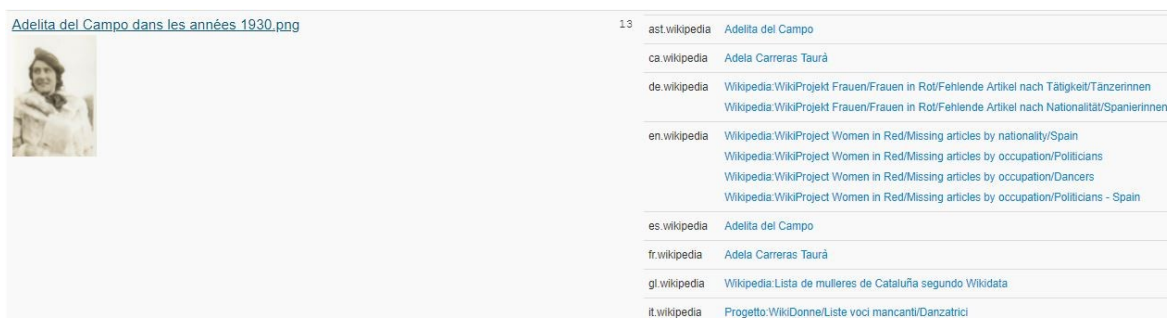 Adelita del Campo dans les années 1930.png
13
ast.wikipedia Adelita del Campo
ca.wikipedia Adela Carreras Taurà
de.wikipedia Wikipedia:WikiProjekt Frauen/Frauen in Rot/Fehlende Artikel nach Tätigkeit/Tänzerinnen
Wikipedia:WikiProjekt Frauen/Frauen in Rot/Fehlende Artikel nach Nationalität/Spanierinnen
en.wikipedia Wikipedia:WikiProject Women in Red/Missing articles by nationality/Spain
Wikipedia:WikiProject Women in Red/Missing articles by occupation/Politicians
Wikipedia:WikiProject Women in Red/Missing articles by occupation/Dancers
Wikipedia:WikiProject Women in Red/Missing articles by occupation/Politicians - Spain
es.wikipedia Adelita del Campo
fr.wikipedia Adela Carreras Taurà
gl.wikipedia Wikipedia:Lista de mulleres de Cataluña segundo Wikidata
it.wikipedia Progetto:WikiDonne/Liste voci mancanti/Danzatrici